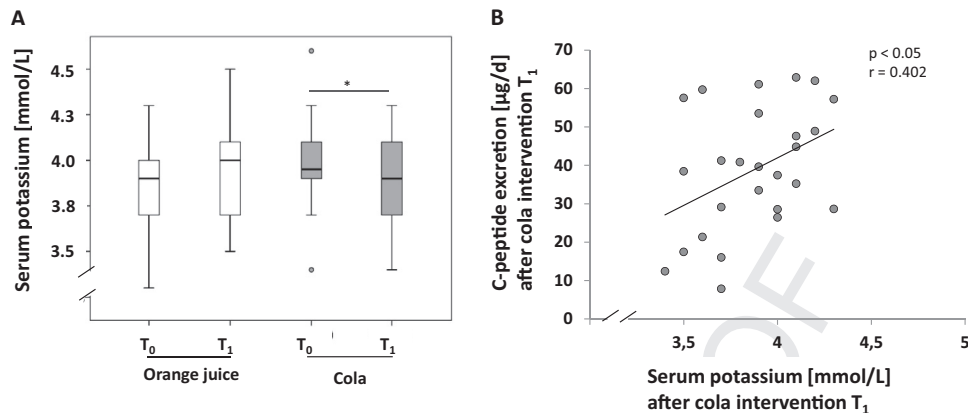 A
Serum potassium [mmol/L]
4.5
4.3
4.0
3.8
3.5
*
T₀
T₁
T₀
T₁
Orange juice
Cola
B
C-peptide excretion [µg/d]
after cola intervention T₁
70
60
50
40
30
20
10
0
p < 0.05
r = 0.402
3,5
4
4,5
5
Serum potassium [mmol/L]
after cola intervention T₁
OF